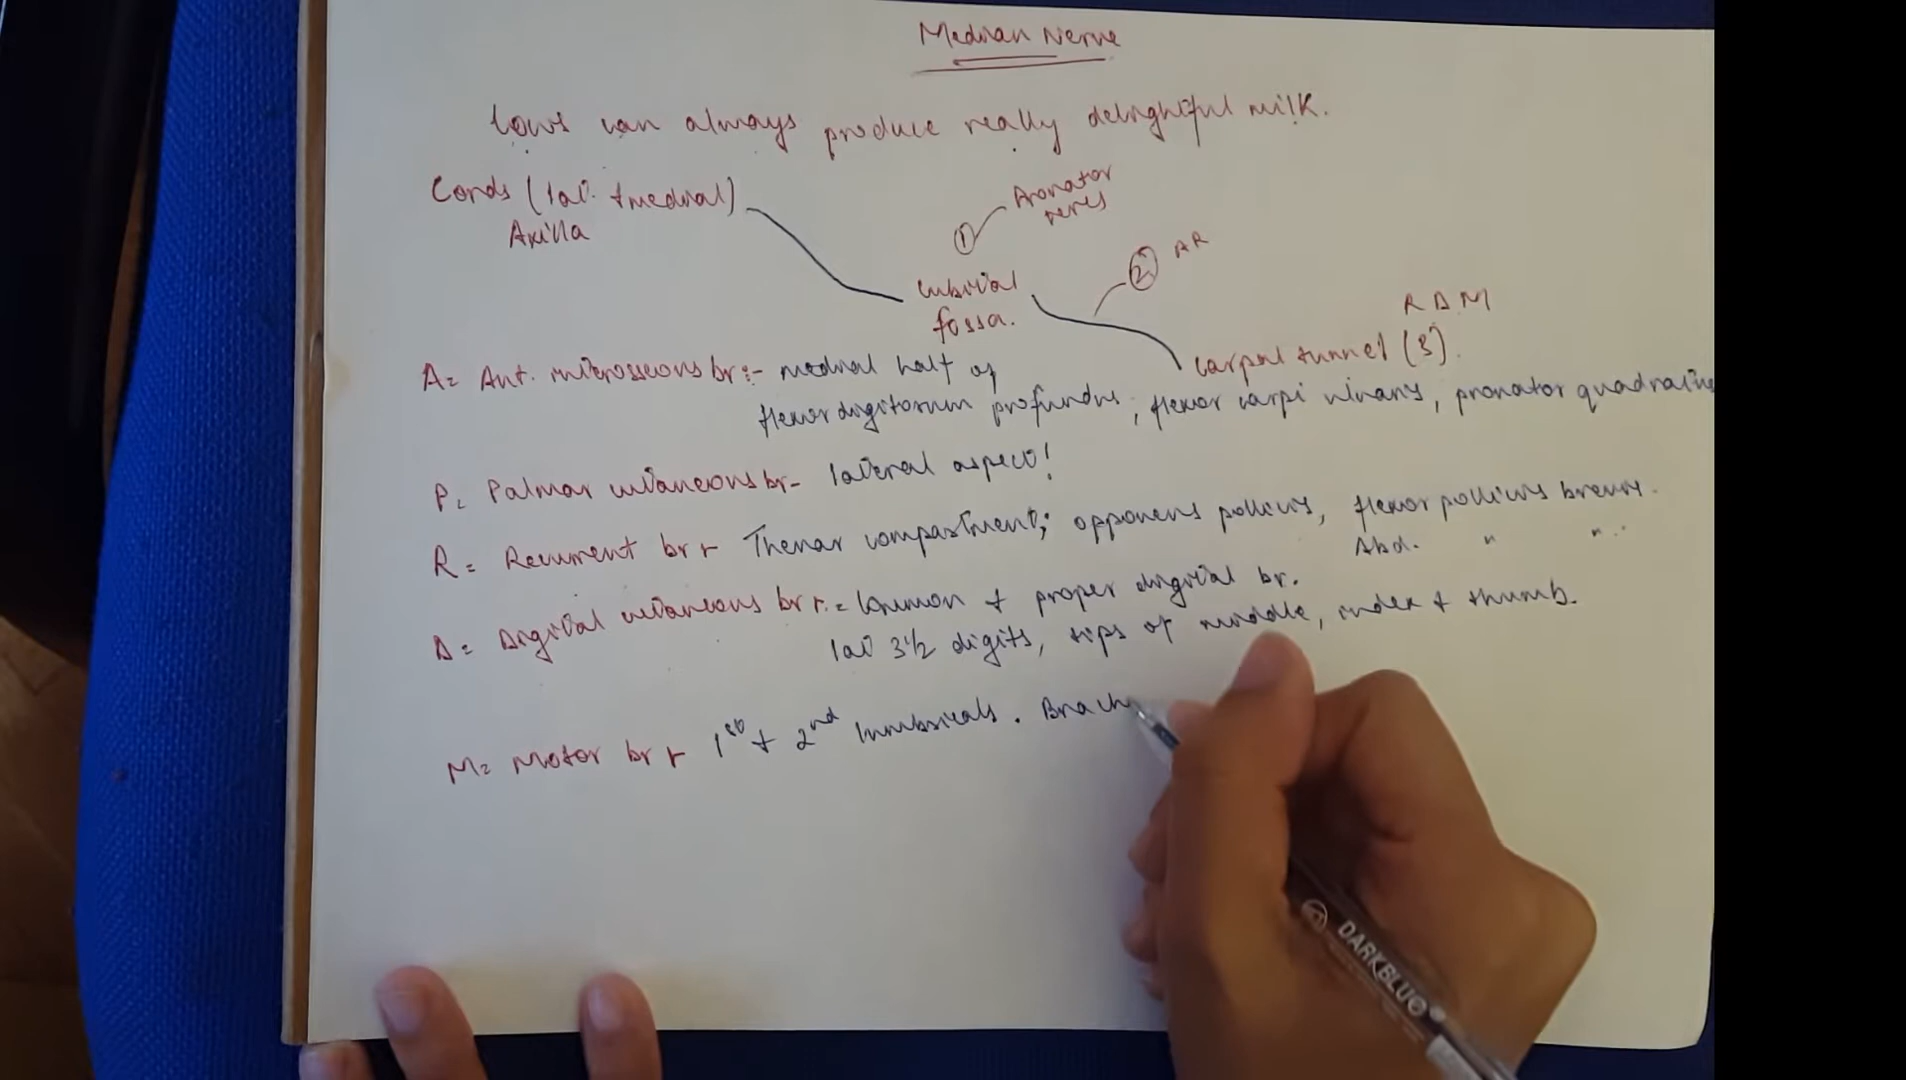 Median Nerve
Cows can always produce really delightful milk.
Cords (lat. + medial)
Axilla
Pronator
teres
①
② AR
Cubital
fossa.
RDM
Carpal tunnel (3).
A= Ant. interosseous br:- medial half of
flexor digitorum profundus, flexor carpi ulnaris, pronator quadratus
P= Palmar cutaneous br- lateral aspect!
R= Recurrent br r Thenar compartment; opponens pollicis, flexor pollicis brevis.
Abd. " "
D= Digital cutaneous br r.= Common + proper digital br.
lat 3½ digits, tips of middle, index + thumb.
M= Motor br r 1st + 2nd lumbricals. Brach
DARKBLUE